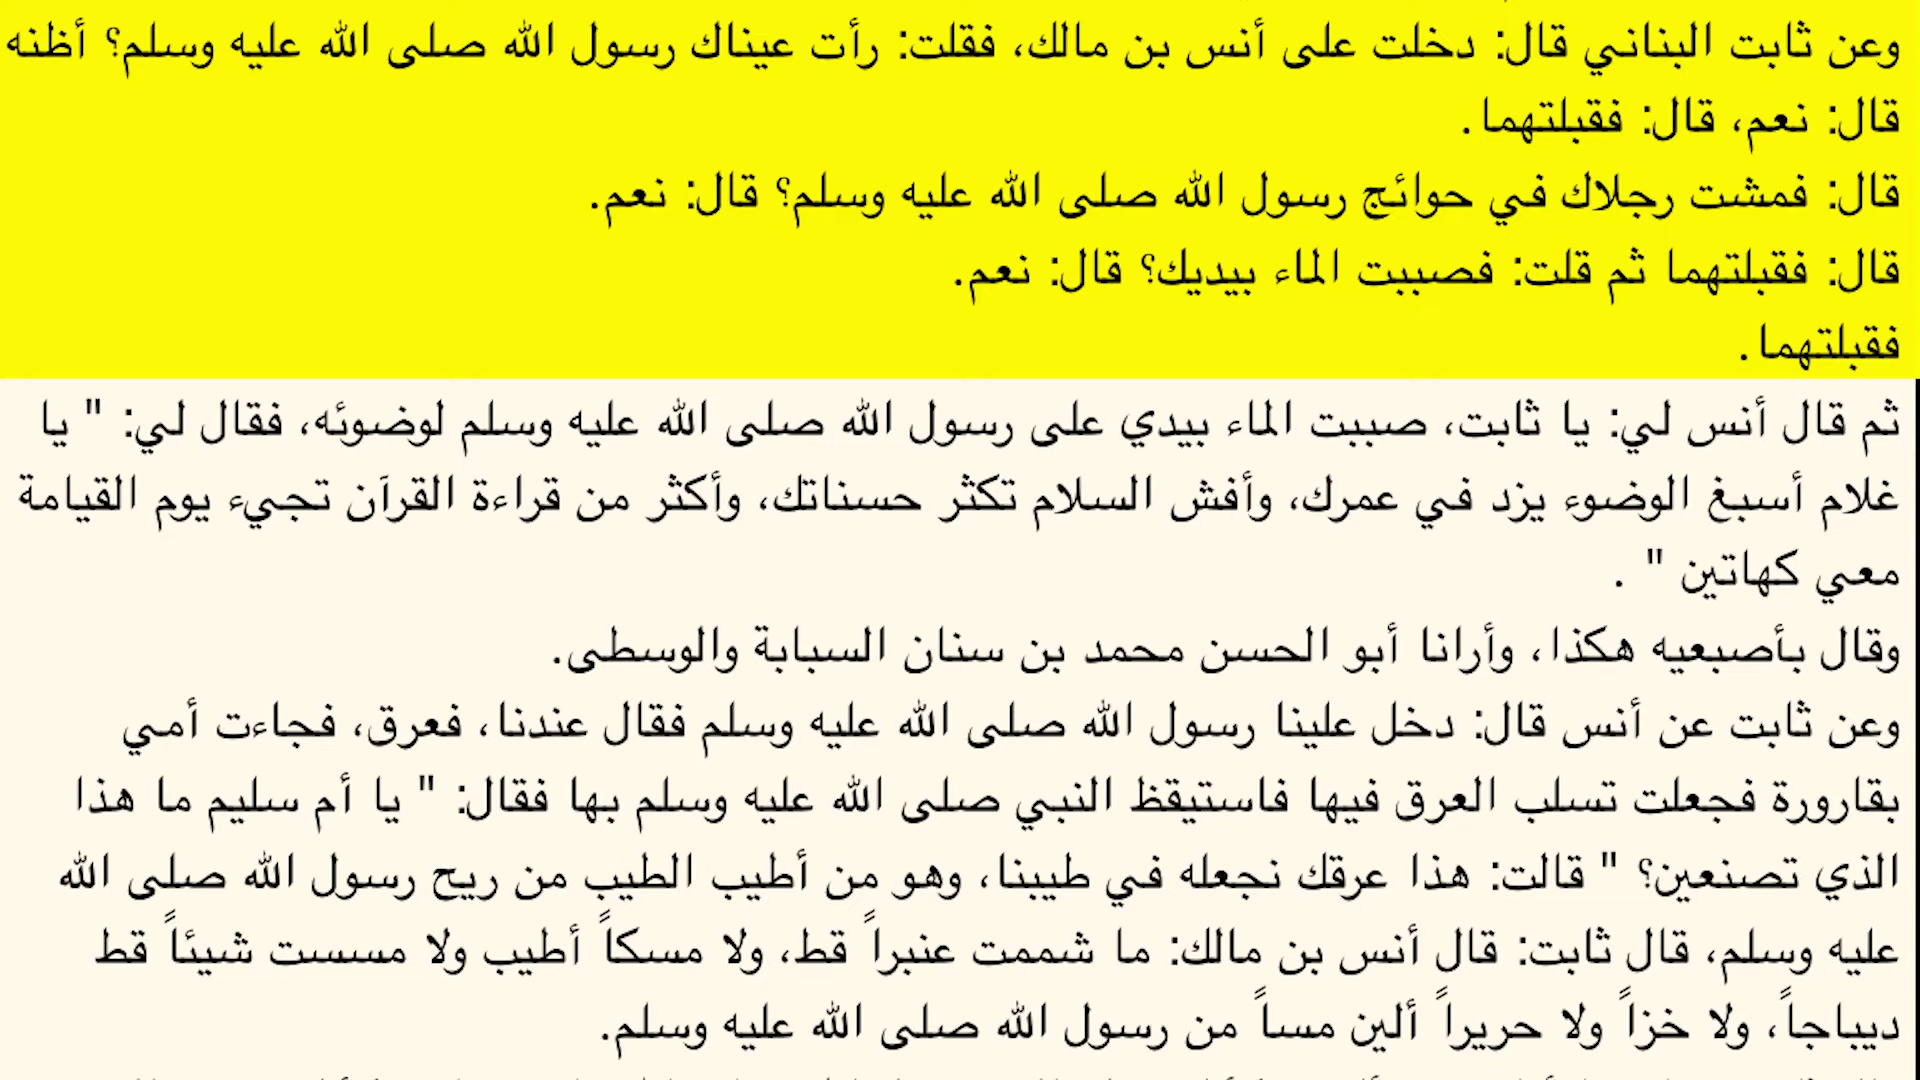 وعن ثابت البناني قال: دخلت على أنس بن مالك، فقلت: رأت عيناك رسول الله صلى الله عليه وسلم؟ أظنه
قال: نعم، قال: فقبلتهما.
قال: فمشت رجلاك في حوائج رسول الله صلى الله عليه وسلم؟ قال: نعم.
قال: فقبلتهما ثم قلت: فصببت الماء بيديك؟ قال: نعم.
فقبلتهما.
ثم قال أنس لي: يا ثابت، صببت الماء بيدي على رسول الله صلى الله عليه وسلم لوضوئه، فقال لي: " يا
غلام أسبغ الوضوء يزد في عمرك، وأفش السلام تكثر حسناتك، وأكثر من قراءة القرآن تجيء يوم القيامة
معي كهاتين " .
وقال بأصبعيه هكذا، وأرانا أبو الحسن محمد بن سنان السبابة والوسطى.
وعن ثابت عن أنس قال: دخل علينا رسول الله صلى الله عليه وسلم فقال عندنا، فعرق، فجاءت أمي
بقارورة فجعلت تسلب العرق فيها فاستيقظ النبي صلى الله عليه وسلم بها فقال: " يا أم سليم ما هذا
الذي تصنعين؟ " قالت: هذا عرقك نجعله في طيبنا، وهو من أطيب الطيب من ريح رسول الله صلى الله
عليه وسلم، قال ثابت: قال أنس بن مالك: ما شممت عنبراً قط، ولا مسكاً أطيب ولا مسست شيئاً قط
ديباجاً، ولا خزاً ولا حريراً ألين مساً من رسول الله صلى الله عليه وسلم.